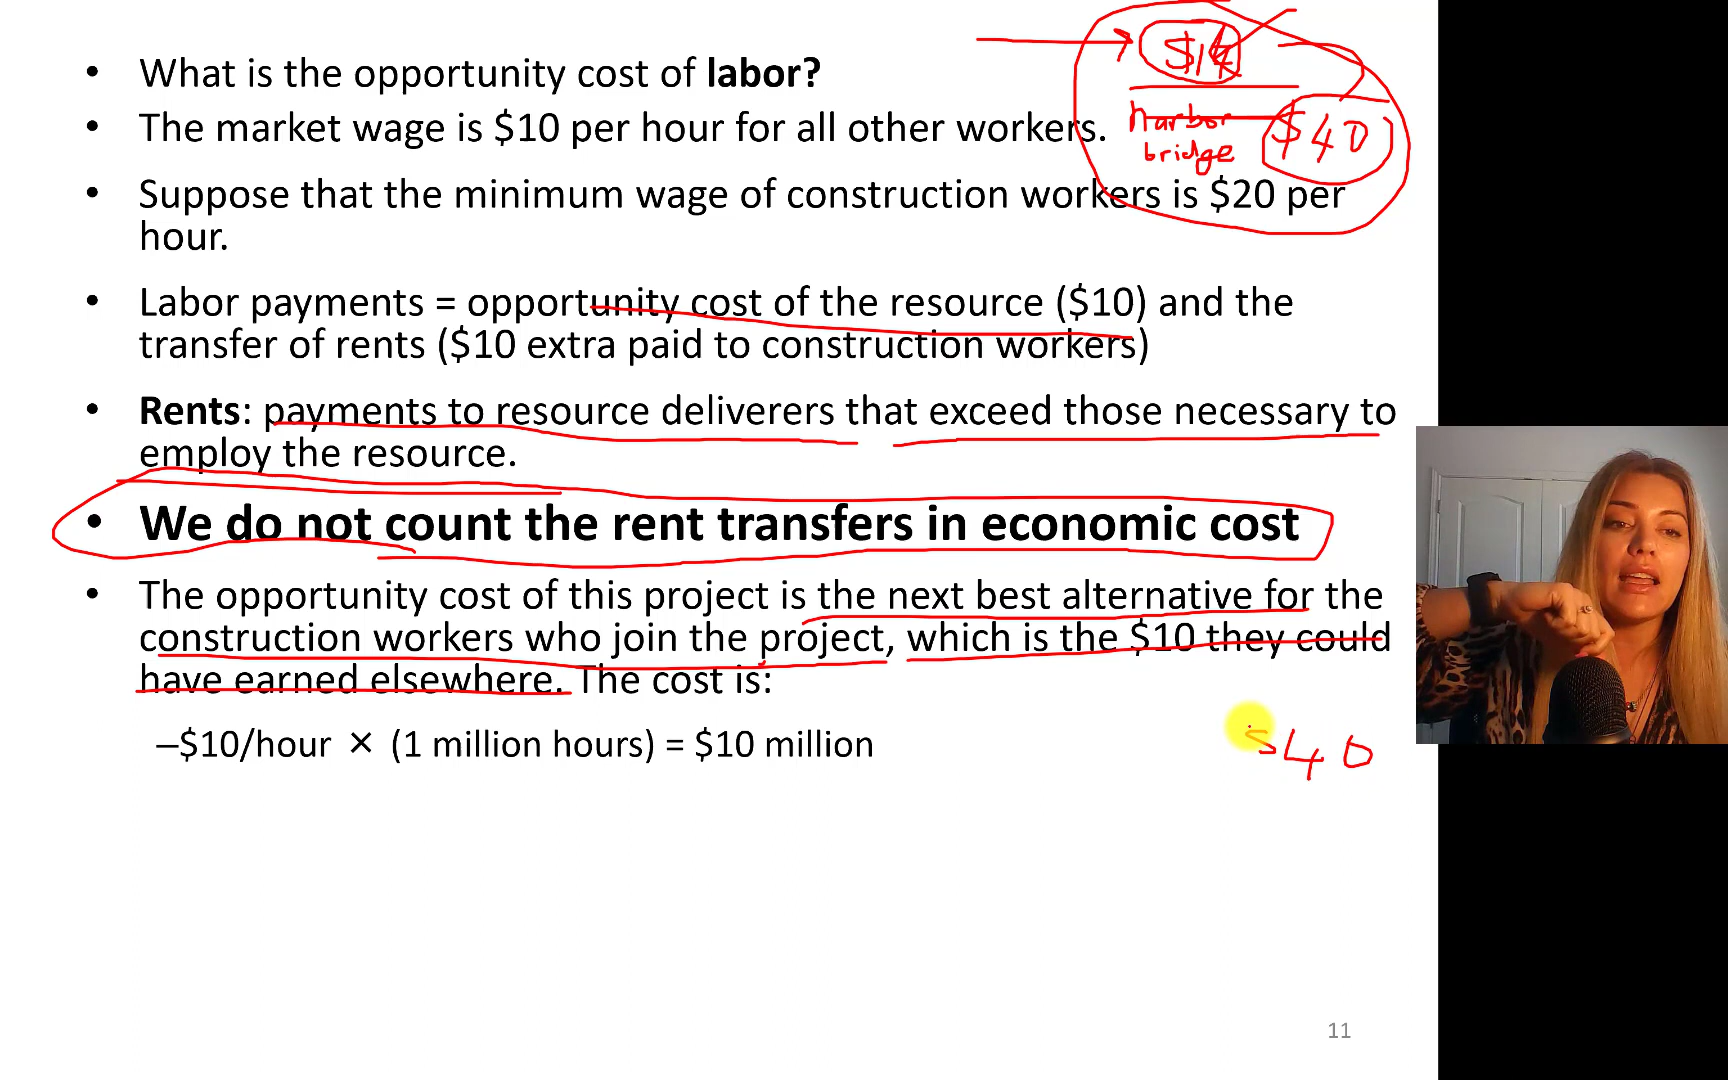 $14
• What is the opportunity cost of labor?
• The market wage is $10 per hour for all other workers.
harbor
bridge
$40
• Suppose that the minimum wage of construction workers is $20 per
hour.
• Labor payments = opportunity cost of the resource ($10) and the
transfer of rents ($10 extra paid to construction workers)
• Rents: payments to resource deliverers that exceed those necessary to
employ the resource.
• We do not count the rent transfers in economic cost
• The opportunity cost of this project is the next best alternative for the
construction workers who join the project, which is the $10 they could
have earned elsewhere. The cost is:
–$10/hour × (1 million hours) = $10 million
$40
11